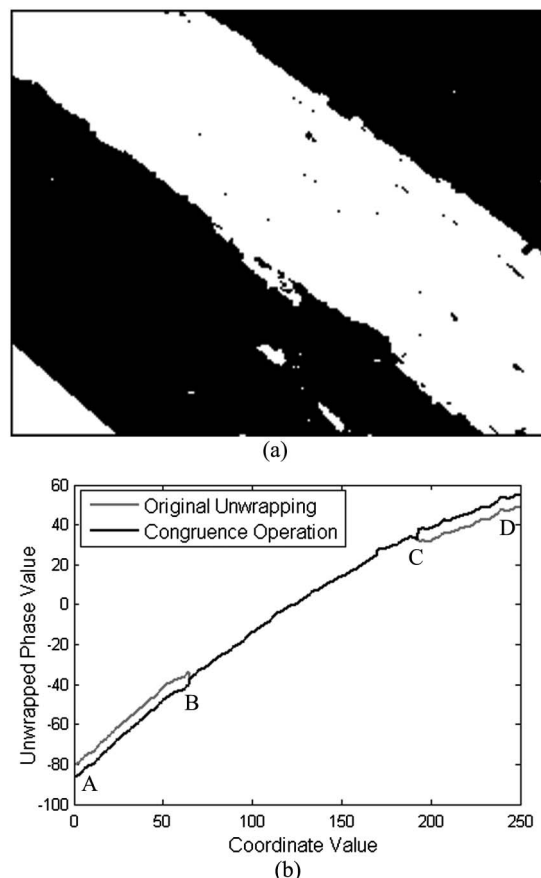 (a)
60
40
20
0
-20
-40
-60
-80
-100
Unwrapped Phase Value
Original Unwrapping
Congruence Operation
A
B
C
D
0
50
100
150
200
250
Coordinate Value
(b)